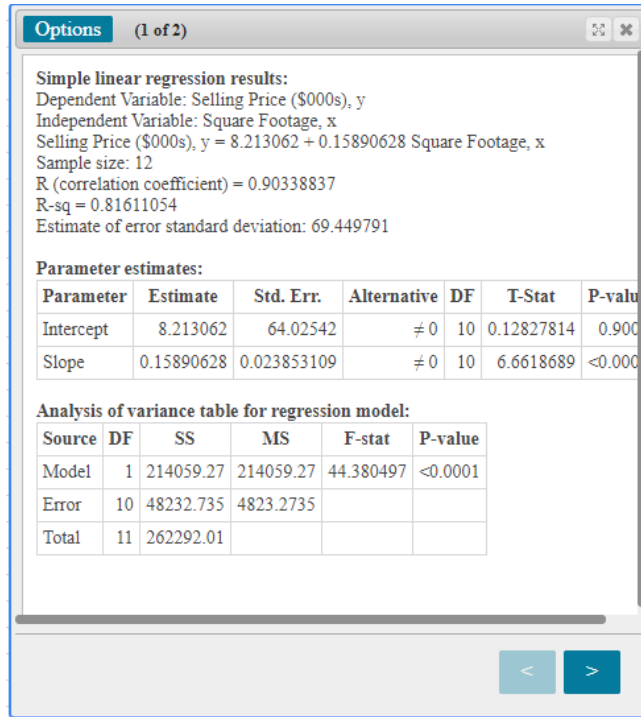 Options (1 of 2)
Simple linear regression results:
Dependent Variable: Selling Price ($000s), y
Independent Variable: Square Footage, x
Selling Price ($000s), y = 8.213062 + 0.15890628 Square Footage, x
Sample size: 12
R (correlation coefficient) = 0.90338837
R-sq = 0.81611054
Estimate of error standard deviation: 69.449791
Parameter estimates:
Parameter Estimate Std. Err. Alternative DF T-Stat P-valu
Intercept 8.213062 64.02542 ≠ 0 10 0.12827814 0.900
Slope 0.15890628 0.023853109 ≠ 0 10 6.6618689 <0.000
Analysis of variance table for regression model:
Source DF SS MS F-stat P-value
Model 1 214059.27 214059.27 44.380497 <0.0001
Error 10 48232.735 4823.2735
Total 11 262292.01
< >